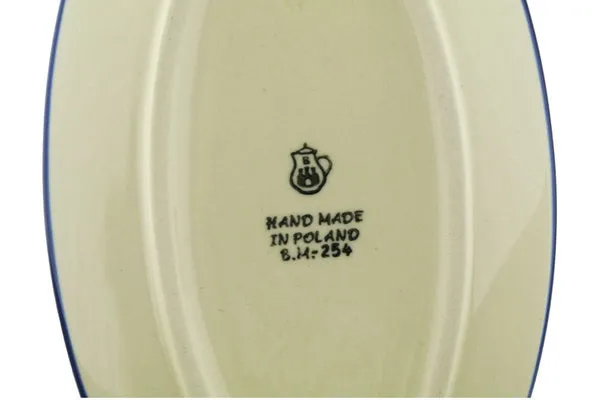 B
HAND MADE
IN POLAND
B.M.-254